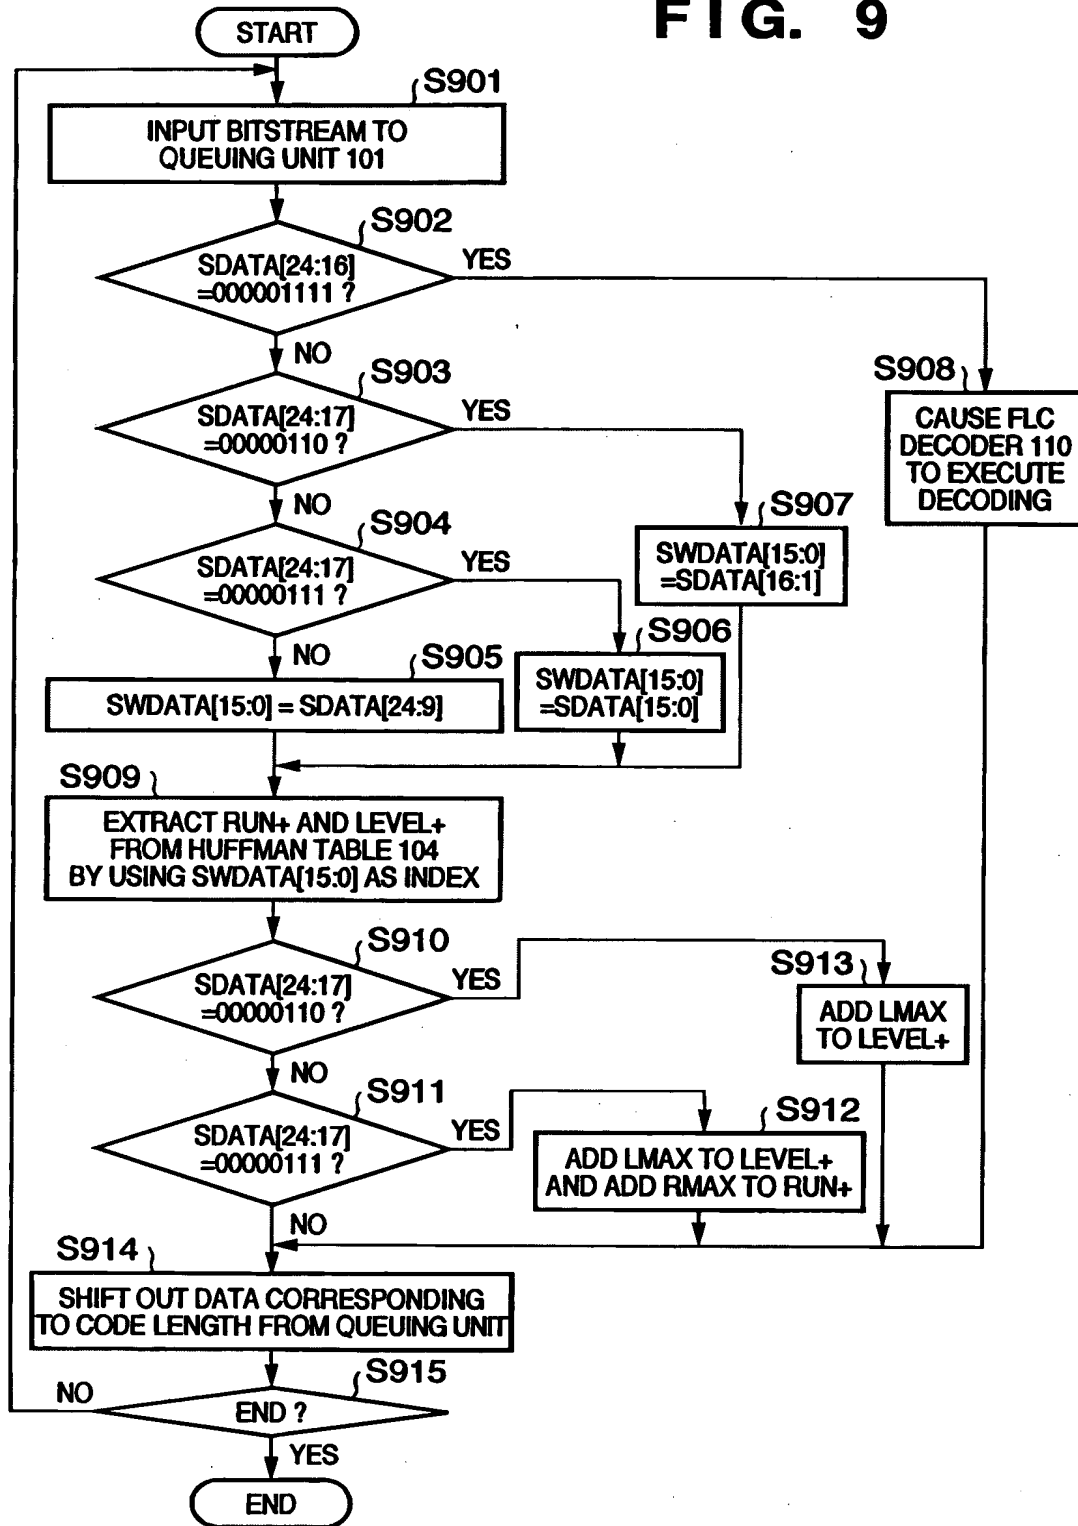 FIG. 9
START
S901
INPUT BITSTREAM TO
QUEUING UNIT 101
S902
SDATA[24:16]
=000001111 ?
YES
NO
S903
SDATA[24:17]
=00000110 ?
YES
NO
S908
CAUSE FLC
DECODER 110
TO EXECUTE
DECODING
S904
SDATA[24:17]
=00000111 ?
YES
NO
S907
SWDATA[15:0]
=SDATA[16:1]
S906
SWDATA[15:0]
=SDATA[15:0]
S905
SWDATA[15:0] = SDATA[24:9]
S909
EXTRACT RUN+ AND LEVEL+
FROM HUFFMAN TABLE 104
BY USING SWDATA[15:0] AS INDEX
S910
SDATA[24:17]
=00000110 ?
YES
NO
S913
ADD LMAX
TO LEVEL+
S911
SDATA[24:17]
=00000111 ?
YES
NO
S912
ADD LMAX TO LEVEL+
AND ADD RMAX TO RUN+
S914
SHIFT OUT DATA CORRESPONDING
TO CODE LENGTH FROM QUEUING UNIT
S915
END ?
NO
YES
END